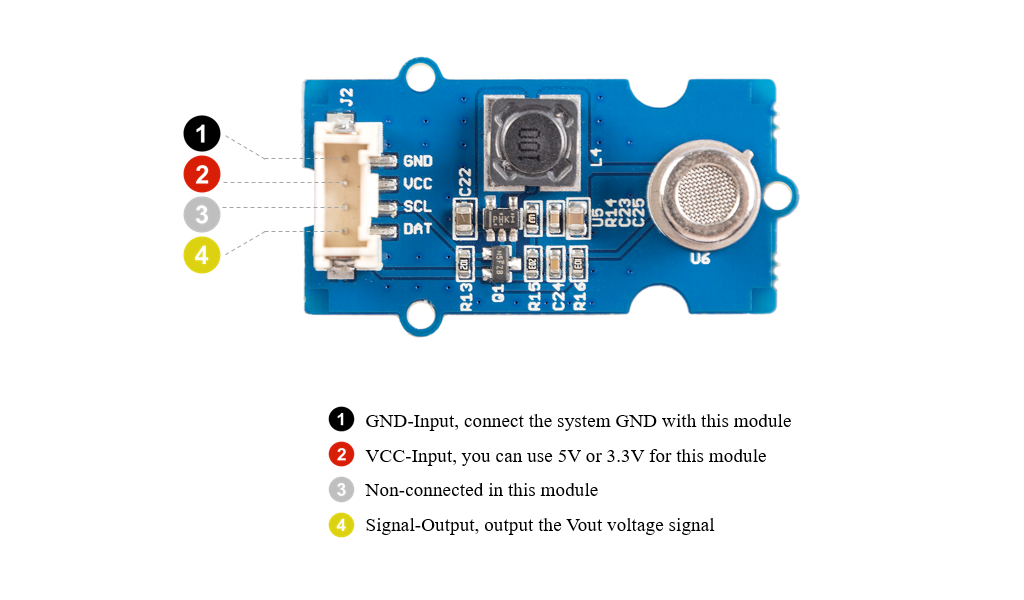 J2
1
2
3
4
GND
VCC
SCL
DAT
C22
100
L4
U5
R14
C23
C25
U6
R13
Q1
R15
C24
R16
1 GND-Input, connect the system GND with this module
2 VCC-Input, you can use 5V or 3.3V for this module
3 Non-connected in this module
4 Signal-Output, output the Vout voltage signal